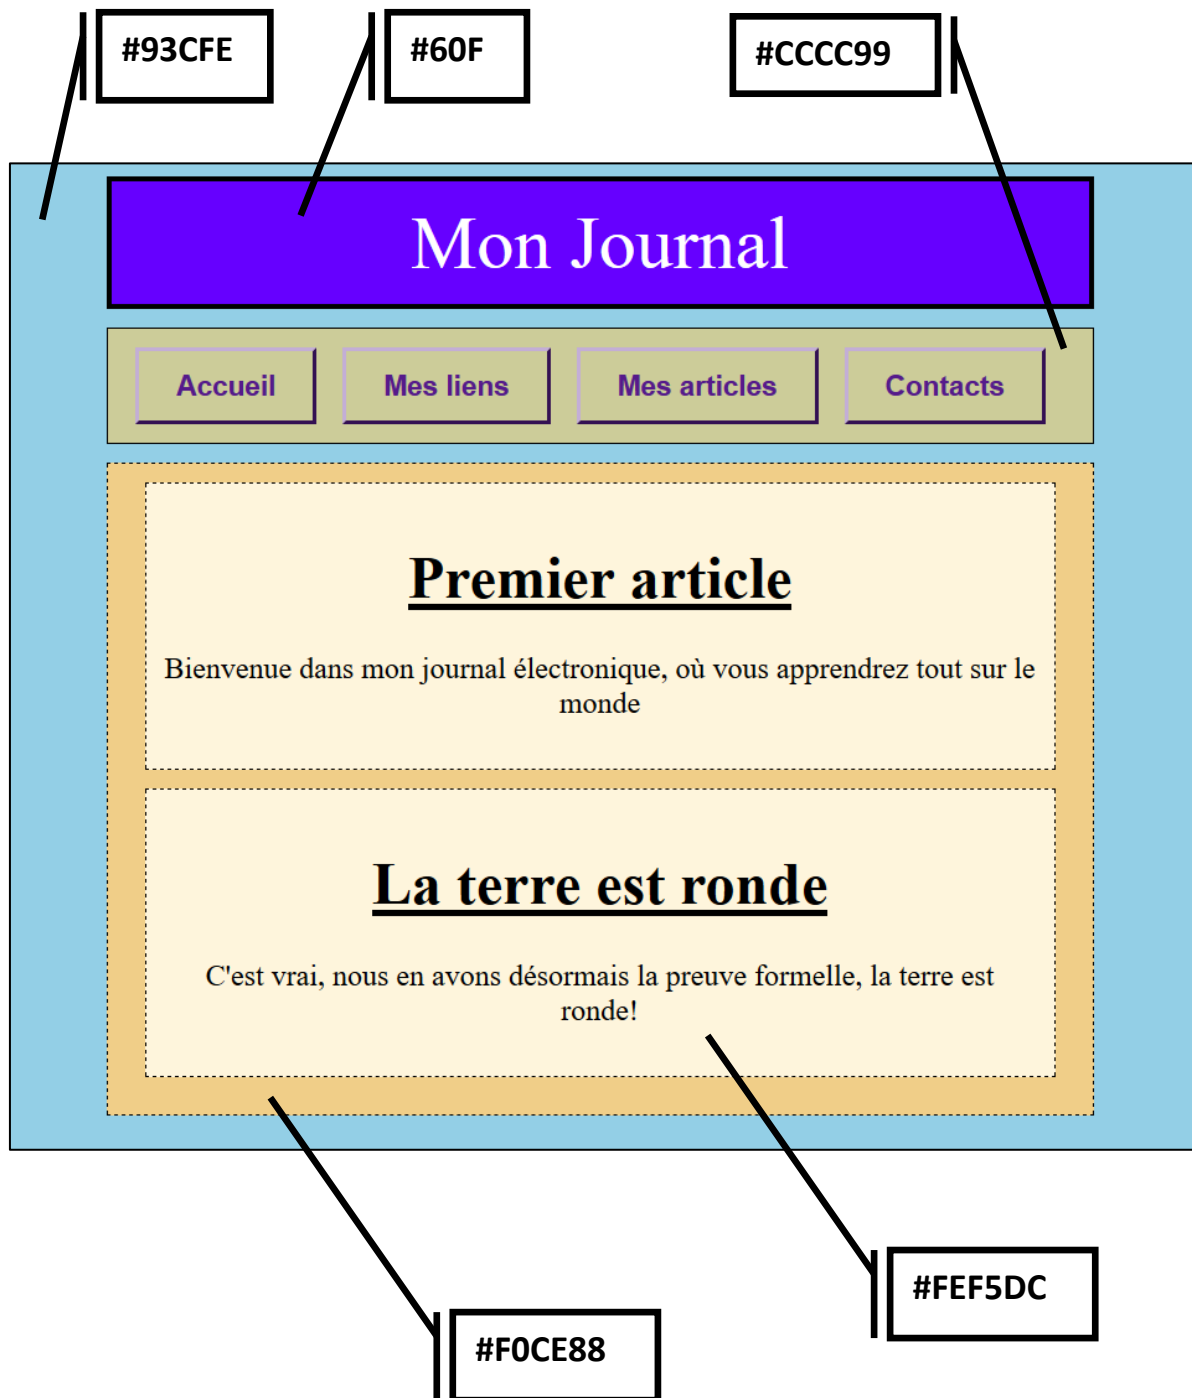 #93CFE
#60F
#CCCC99
Mon Journal
Accueil
Mes liens
Mes articles
Contacts
Premier article
Bienvenue dans mon journal électronique, où vous apprendrez tout sur le
monde
La terre est ronde
C'est vrai, nous en avons désormais la preuve formelle, la terre est
ronde!
#FEF5DC
#F0CE88